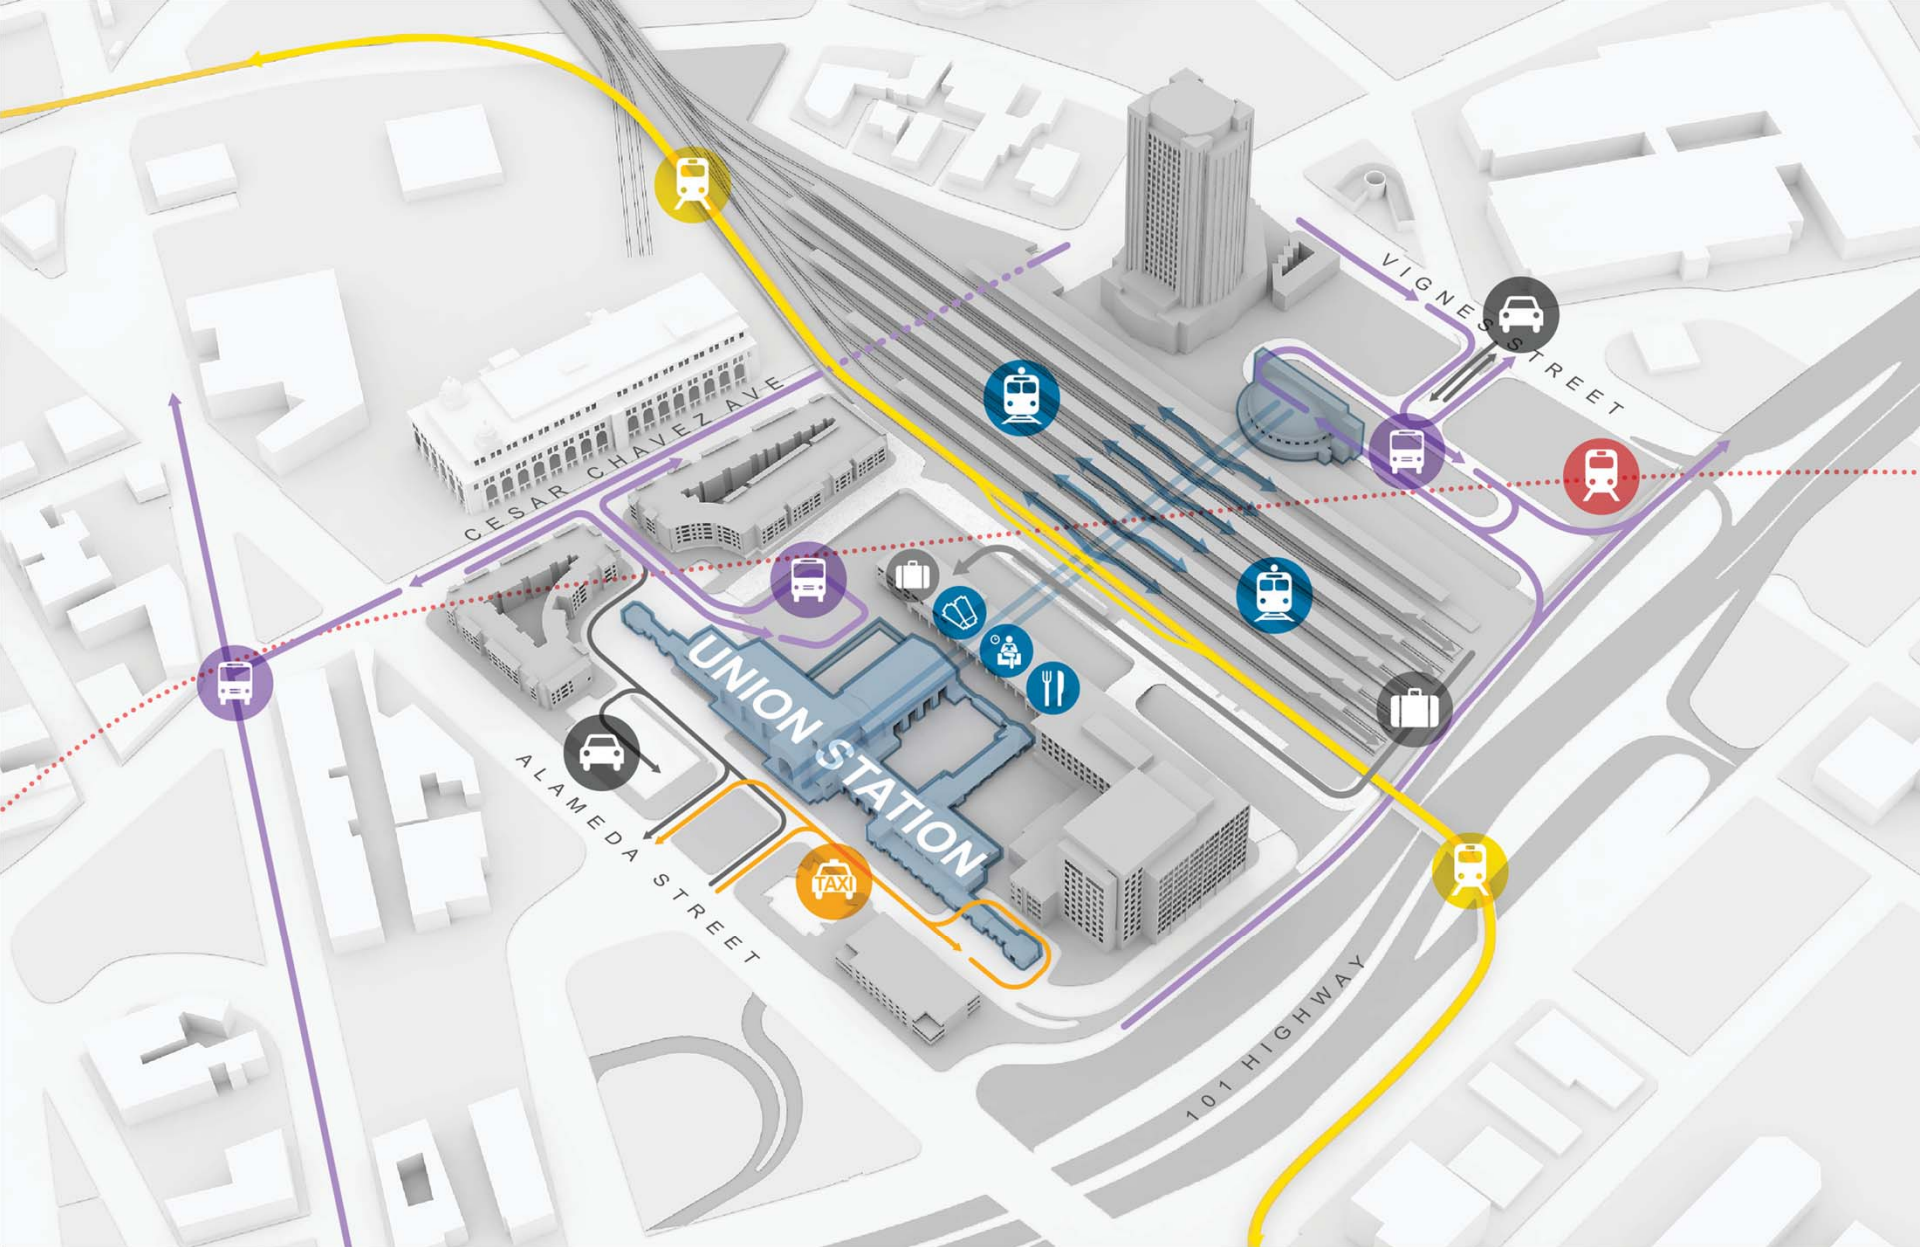 VIGNES STREET
CESAR CHAVEZ AVE
UNION STATION
ALAMEDA STREET
TAXI
101 HIGHWAY